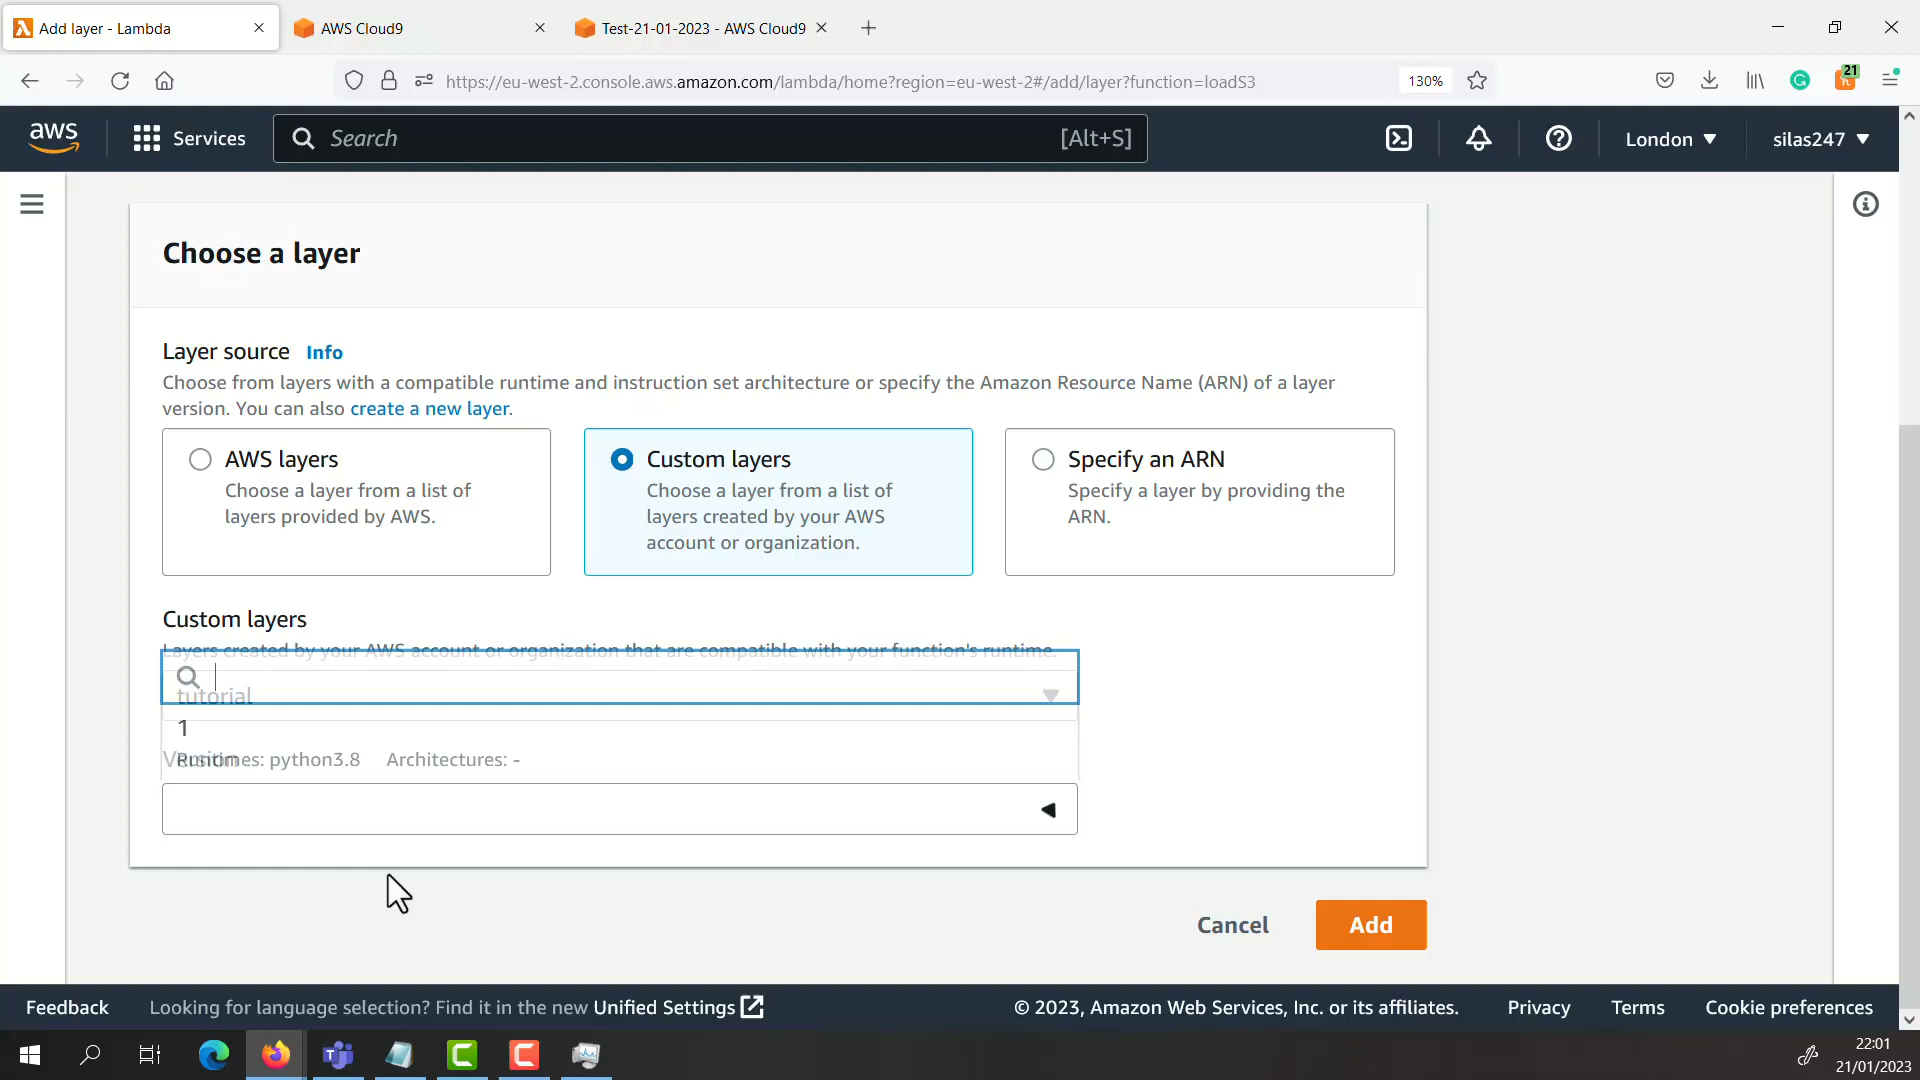 Add layer - Lambda
AWS Cloud9
Test-21-01-2023 - AWS Cloud9
https://eu-west-2.console.aws.amazon.com/lambda/home?region=eu-west-2#/add/layer?function=loadS3
130%
21
aws
Services
Search
[Alt+S]
London
silas247
Choose a layer
Layer source Info
Choose from layers with a compatible runtime and instruction set architecture or specify the Amazon Resource Name (ARN) of a layer
version. You can also create a new layer.
AWS layers
Choose a layer from a list of
layers provided by AWS.
Custom layers
Choose a layer from a list of
layers created by your AWS
account or organization.
Specify an ARN
Specify a layer by providing the
ARN.
Custom layers
Layers created by your AWS account or organization that are compatible with your function's runtime.
tutorial
1
Version
Runtimes: python3.8 Architectures: -
Cancel
Add
Feedback
Looking for language selection? Find it in the new Unified Settings
© 2023, Amazon Web Services, Inc. or its affiliates.
Privacy
Terms
Cookie preferences
22:01
21/01/2023